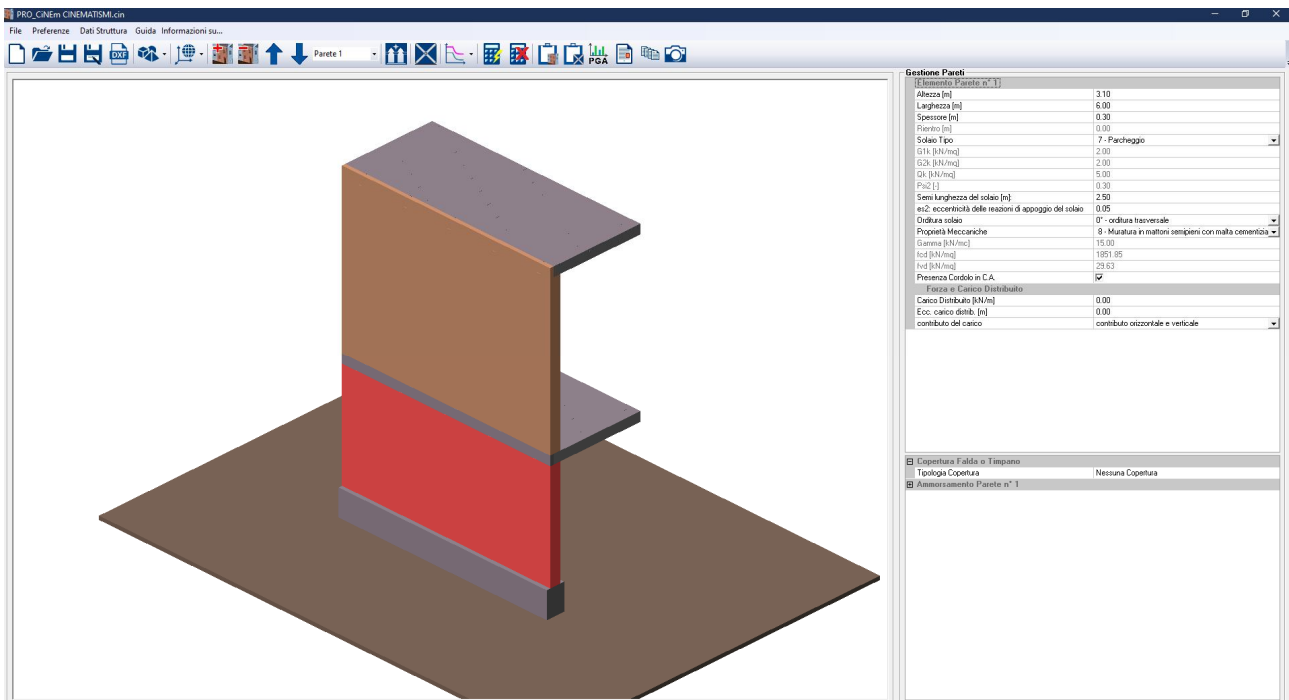 PRO_CiNEm CINEMATISMI.cin
File Preferenze Dati Struttura Guida Informazioni su...
DXF Parete 1 PGA
Gestione Pareti
Elemento Parete n° 1
Altezza [m] 3.10
Larghezza [m] 6.00
Spessore [m] 0.30
Rientro [m] 0.00
Solaio Tipo 7 - Parcheggio
G1k [kN/mq] 2.00
G2k [kN/mq] 2.00
Qk [kN/mq] 5.00
Psi2 [-] 0.30
Semi lunghezza del solaio [m]: 2.50
es2: eccentricità delle reazioni di appoggio del solaio 0.05
Orditura solaio 0° - orditura trasversale
Proprietà Meccaniche 8 - Muratura in mattoni semipieni con malta cementizia
Gamma [kN/mc] 15.00
fcd [kN/mq] 1851.85
fvd [kN/mq] 29.63
Presenza Cordolo in C.A.
Forza e Carico Distribuito
Carico Distribuito [kN/m] 0.00
Ecc. carico distrib. [m] 0.00
contributo del carico contributo orizzontale e verticale
Copertura Falda o Timpano
Tipologia Copertura Nessuna Copertura
Ammorsamento Parete n° 1